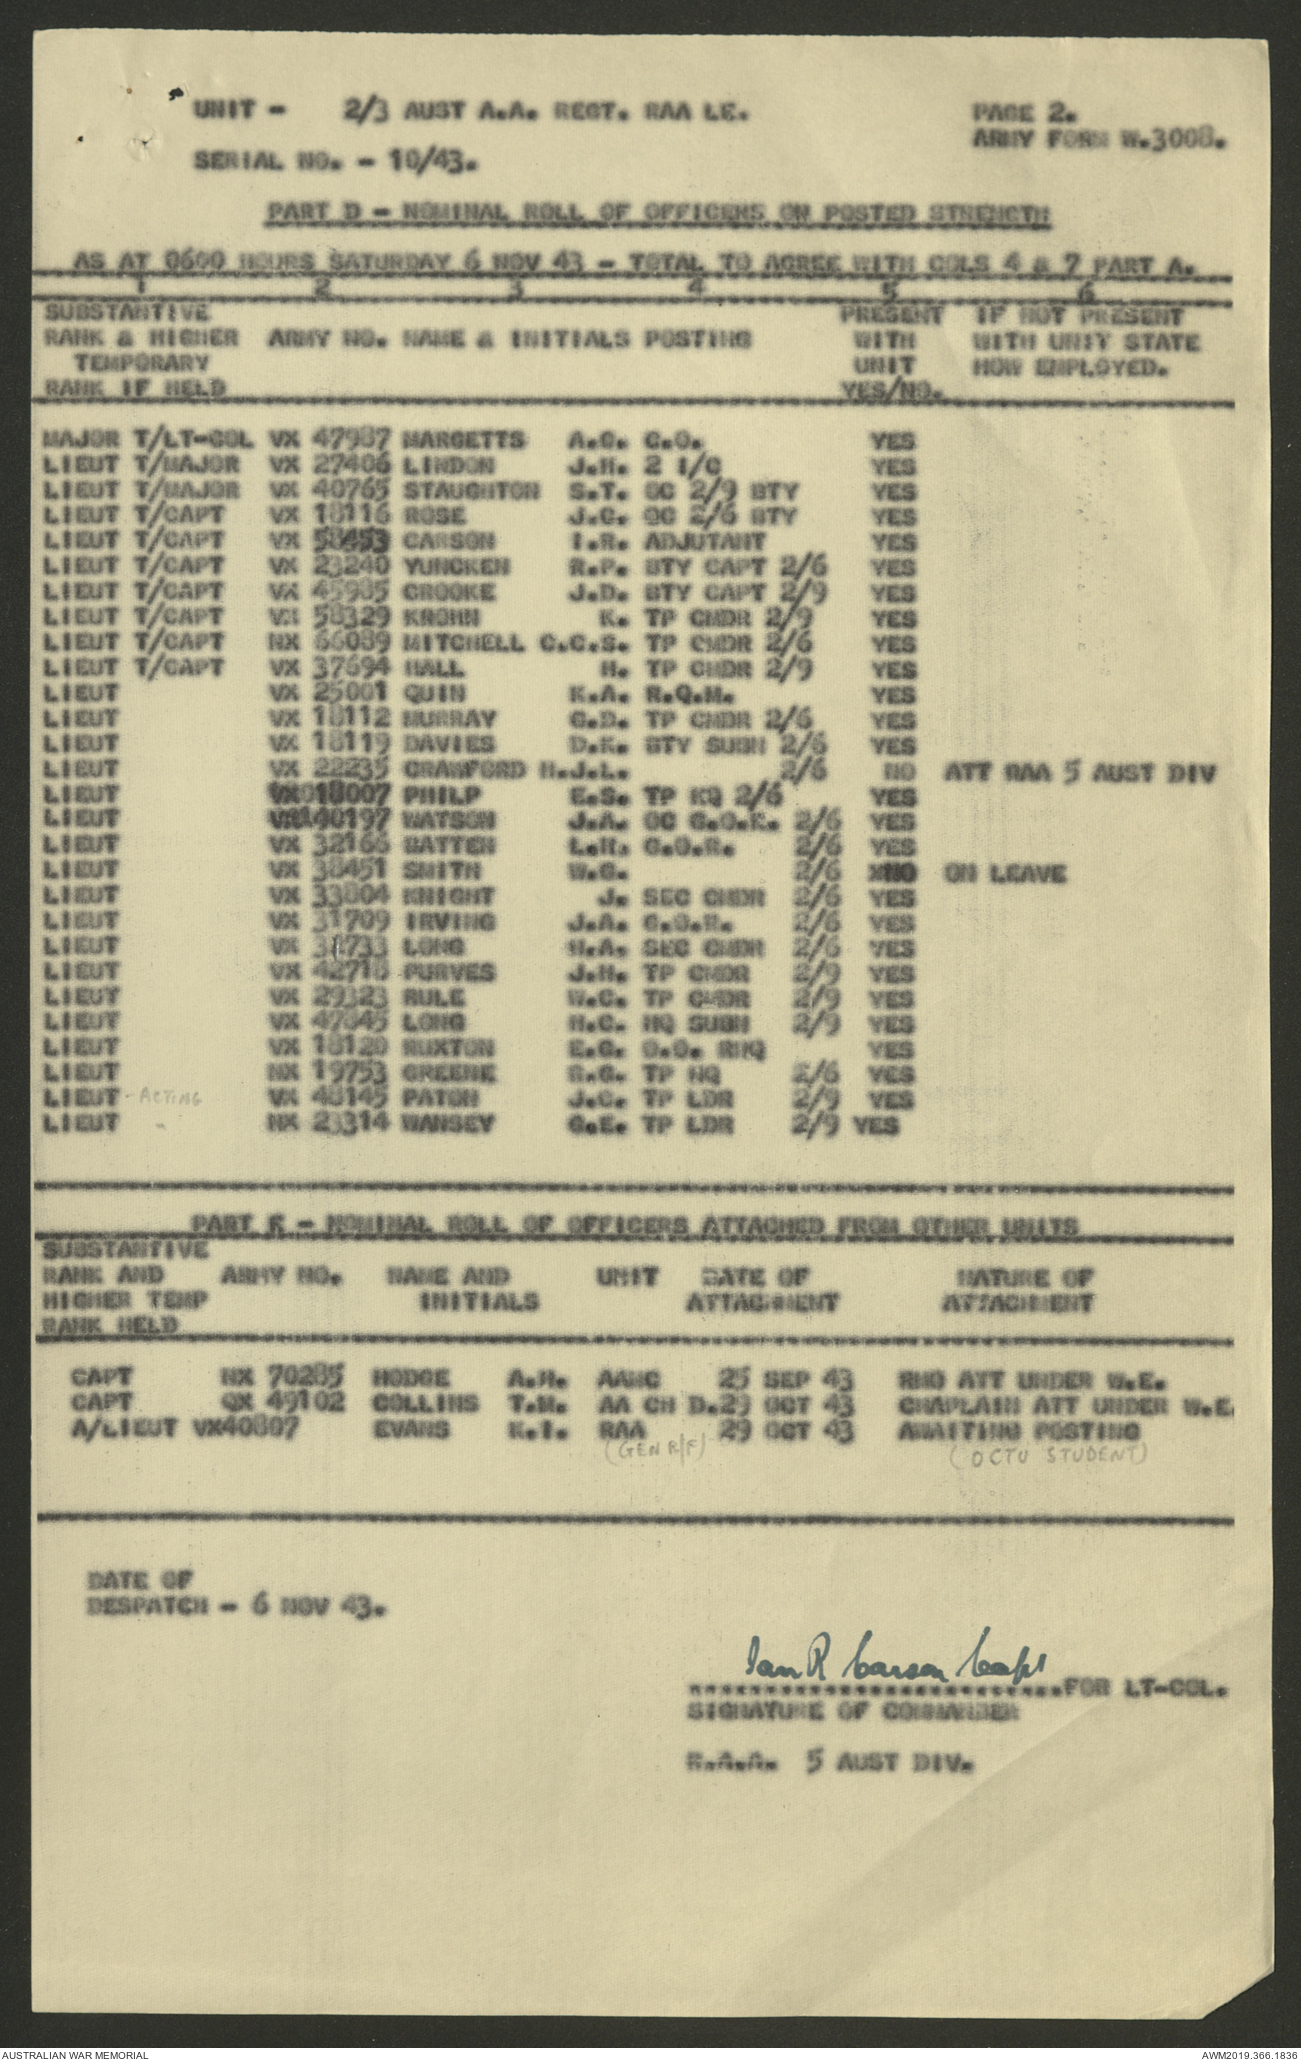 UNIT - 2/3 AUST A.A. REGT. RAA LE. PAGE 2.
ARMY FORM W.3008.
SERIAL NO. - 10/43.
PART D - NOMINAL ROLL OF OFFICERS ON POSTED STRENGTH
AS AT 0600 HOURS SATURDAY 6 NOV 43 - TOTAL TO AGREE WITH COLS 4 & 7 PART A.
1 2 3 4 5 6
SUBSTANTIVE PRESENT IF NOT PRESENT
RANK & HIGHER ARMY NO. NAME & INITIALS POSTING WITH WITH UNIT STATE
TEMPORARY UNIT HOW EMPLOYED.
RANK IF HELD YES/NO.
MAJOR T/LT-COL VX 47987 MARGETTS A.G. C.O. YES
LIEUT T/MAJOR VX 27406 LINDON J.H. 2 I/C YES
LIEUT T/MAJOR VX 40765 STAUGHTON S.T. OC 2/9 BTY YES
LIEUT T/CAPT VX 18116 ROSE J.G. OC 2/6 BTY YES
LIEUT T/CAPT VX 58453 CARSON I.R. ADJUTANT YES
LIEUT T/CAPT VX 23240 YUNCKEN R.P. BTY CAPT 2/6 YES
LIEUT T/CAPT VX 45985 CROOKE J.D. BTY CAPT 2/9 YES
LIEUT T/CAPT VX 58329 KROHN K. TP CMDR 2/9 YES
LIEUT T/CAPT NX 66089 MITCHELL C.C.S. TP CMDR 2/6 YES
LIEUT T/CAPT VX 37694 HALL H. TP CMDR 2/9 YES
LIEUT VX 25001 QUIN K.A. R.Q.M. YES
LIEUT VX 18112 MURRAY G.D. TP CMDR 2/6 YES
LIEUT VX 18119 DAVIES D.K. BTY SUBN 2/6 YES
LIEUT VX 22235 CRAWFORD H.J.L. 2/6 NO ATT RAA 5 AUST DIV
LIEUT VX018007 PHILP E.S. TP HQ 2/6 YES
LIEUT 140197 WATSON J.A. OC G.O.R. 2/6 YES
LIEUT VX 32166 BATTEN L.H. G.O.R. 2/6 YES
LIEUT VX 38451 SMITH W.G. 2/6 NO ON LEAVE
LIEUT VX 33804 KNIGHT J. SEC CMDR 2/6 YES
LIEUT VX 31709 IRVING J.A. G.O.R. 2/6 YES
LIEUT VX LONG H.A. SEC CMDR 2/6 YES
LIEUT VX 42718 PURVES J.H. TP CMDR 2/9 YES
LIEUT VX 29323 RULE W.C. TP CMDR 2/9 YES
LIEUT VX 47845 LONG H.C. HQ SUBN 2/9 YES
LIEUT VX 18120 RUXTON E.G. O.O. RHQ YES
LIEUT NX 19753 GREENE R.G. TP HQ 2/6 YES
LIEUT - ACTING VX 48145 PATON J.C. TP LDR 2/9 YES
LIEUT NX 23314 WANSEY G.E. TP LDR 2/9 YES
PART E - NOMINAL ROLL OF OFFICERS ATTACHED FROM OTHER UNITS
SUBSTANTIVE
RANK AND ARMY NO. NAME AND UNIT DATE OF NATURE OF
HIGHER TEMP INITIALS ATTACHMENT ATTACHMENT
RANK HELD
CAPT NX 70285 HODGE A.H. AAMC 25 SEP 43 RMO ATT UNDER W.E.
CAPT QX 49102 COLLINS T.M. AA CH D. 29 OCT 43 CHAPLAIN ATT UNDER W.E.
A/LIEUT VX40807 EVANS K.I. RAA 29 OCT 43 AWAITING POSTING
(GEN R/F) (OCTU STUDENT)
DATE OF
DESPATCH - 6 NOV 43.
Ian R Carson Capt
.........................FOR LT-COL.
SIGNATURE OF COMMANDER
R.A.A. 5 AUST DIV.
AUSTRALIAN WAR MEMORIAL AWM2019.366.1836